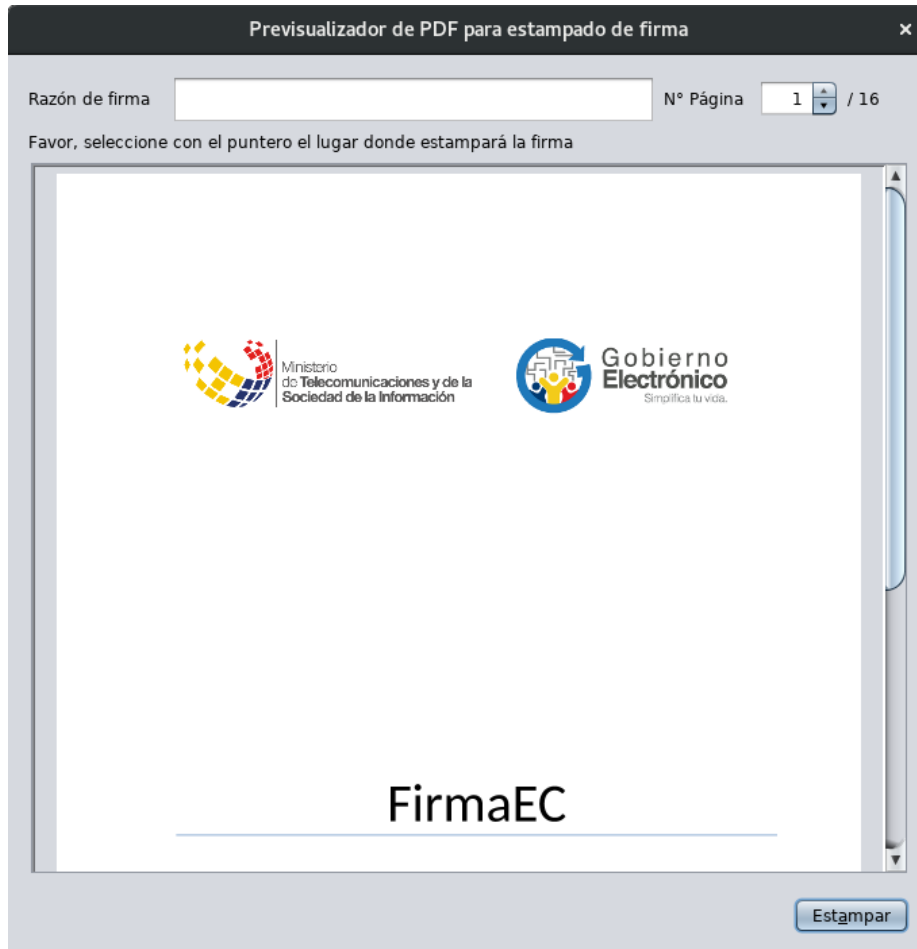 Previsualizador de PDF para estampado de firma ×
Razón de firma N° Página 1 / 16
Favor, seleccione con el puntero el lugar donde estampará la firma
Ministerio
de Telecomunicaciones y de la
Sociedad de la Información
Gobierno
Electrónico
Simplifica tu vida.
FirmaEC
Estampar